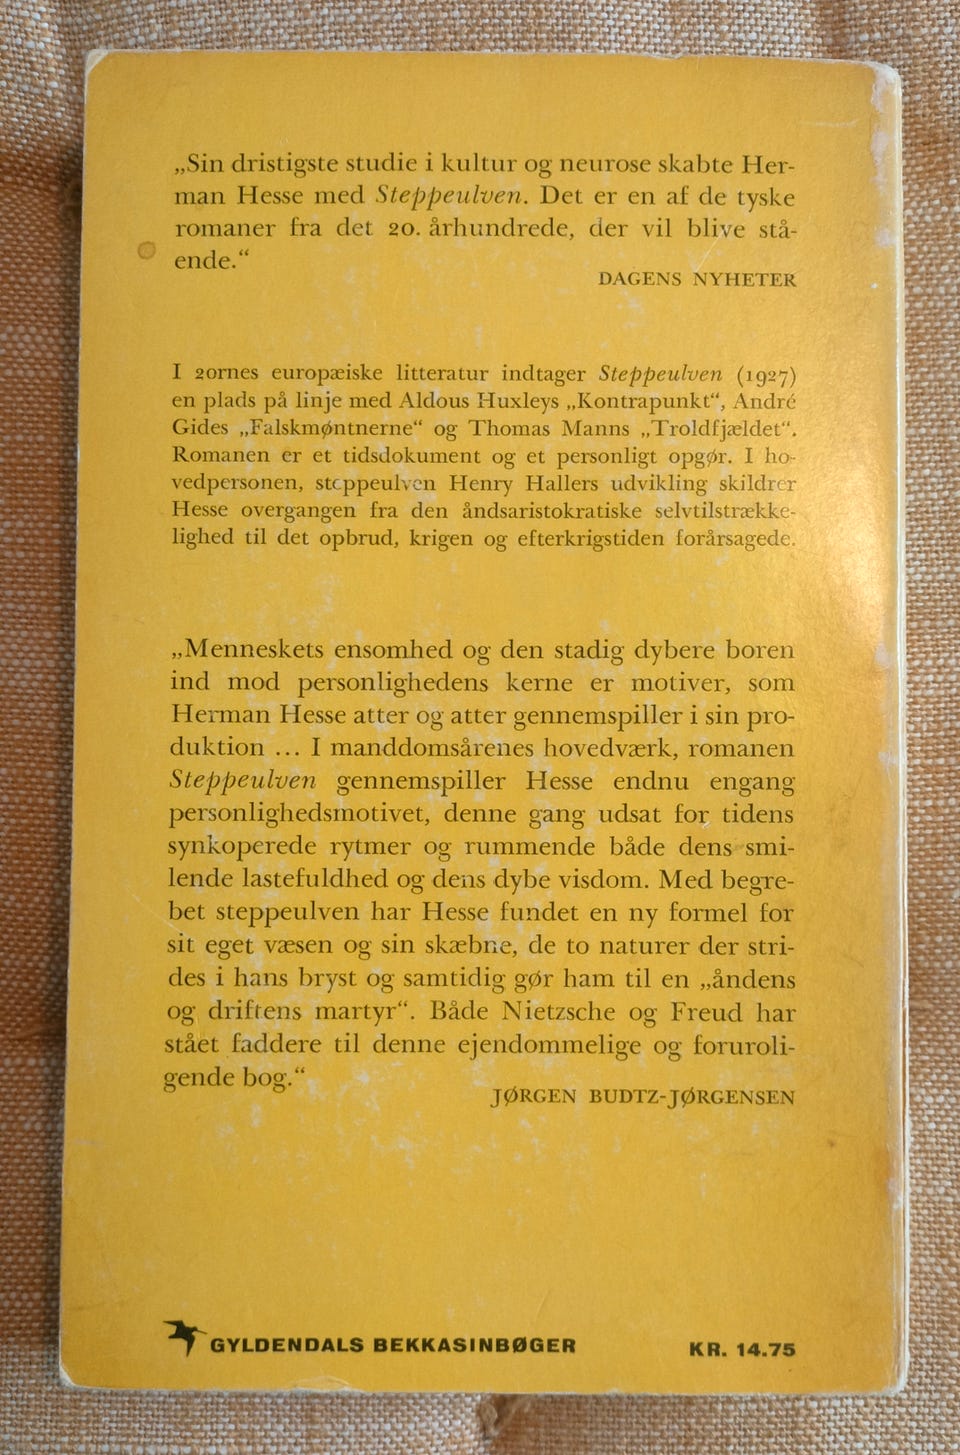 „Sin dristigste studie i kultur og neurose skabte Her-
man Hesse med Steppeulven. Det er en af de tyske
romaner fra det 20. århundrede, der vil blive stå-
ende.“
DAGENS NYHETER
I 20rnes europæiske litteratur indtager Steppeulven (1927)
en plads på linje med Aldous Huxleys „Kontrapunkt“, André
Gides „Falskmøntnerne“ og Thomas Manns „Troldfjældet“.
Romanen er et tidsdokument og et personligt opgør. I ho-
vedpersonen, steppeulven Henry Hallers udvikling skildrer
Hesse overgangen fra den åndsaristokratiske selvtilstrække-
lighed til det opbrud, krigen og efterkrigstiden forårsagede.
„Menneskets ensomhed og den stadig dybere boren
ind mod personlighedens kerne er motiver, som
Herman Hesse atter og atter gennemspiller i sin pro-
duktion ... I manddomsårenes hovedværk, romanen
Steppeulven gennemspiller Hesse endnu engang
personlighedsmotivet, denne gang udsat for tidens
synkoperede rytmer og rummende både dens smi-
lende lastefuldhed og dens dybe visdom. Med begre-
bet steppeulven har Hesse fundet en ny formel for
sit eget væsen og sin skæbne, de to naturer der stri-
des i hans bryst og samtidig gør ham til en „åndens
og driftens martyr“. Både Nietzsche og Freud har
stået faddere til denne ejendommelige og foruroli-
gende bog.“
JØRGEN BUDTZ-JØRGENSEN
GYLDENDALS BEKKASINBØGER
KR. 14.75